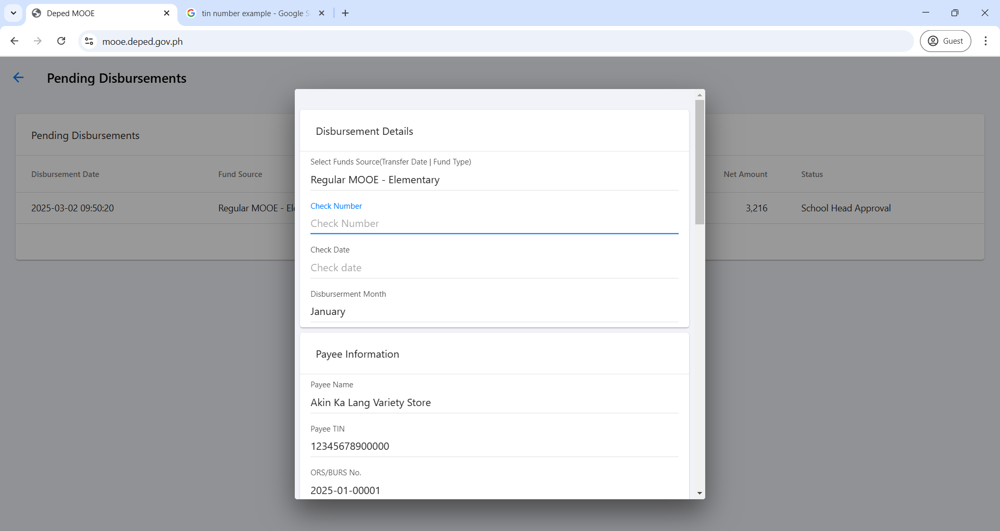 Deped MOOE
tin number example - Google S
mooe.deped.gov.ph
Guest
Pending Disbursements
Pending Disbursements
Disbursement Date Fund Source Net Amount Status
2025-03-02 09:50:20 Regular MOOE - Ele 3,216 School Head Approval
Disbursement Details
Select Funds Source(Transfer Date | Fund Type)
Regular MOOE - Elementary
Check Number
Check Number
Check Date
Check date
Disburserment Month
January
Payee Information
Payee Name
Akin Ka Lang Variety Store
Payee TIN
12345678900000
ORS/BURS No.
2025-01-00001